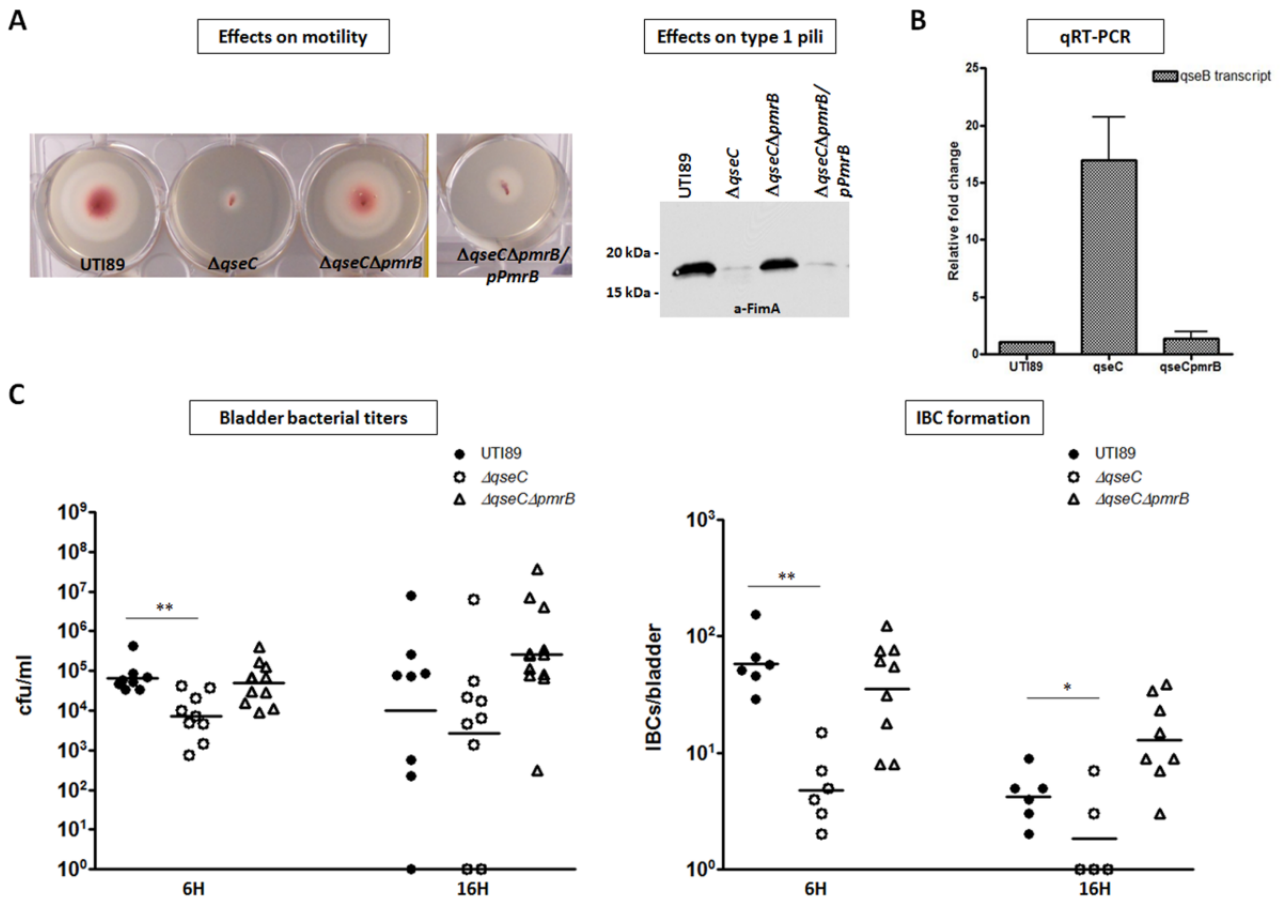 A
Effects on motility
UTI89
ΔqseC
ΔqseCΔpmrB
ΔqseCΔpmrB/
pPmrB
Effects on type 1 pili
UTI89
ΔqseC
ΔqseCΔpmrB
ΔqseCΔpmrB/
pPmrB
20 kDa -
15 kDa -
a-FimA
B
qRT-PCR
qseB transcript
Relative fold change
25
20
15
10
5
0
UTI89
qseC
qseCpmrB
C
Bladder bacterial titers
UTI89
ΔqseC
ΔqseCΔpmrB
cfu/ml
10⁹
10⁸
10⁷
10⁶
10⁵
10⁴
10³
10²
10¹
10⁰
**
6H
16H
IBC formation
UTI89
ΔqseC
ΔqseCΔpmrB
IBCs/bladder
10³
10²
10¹
10⁰
**
*
6H
16H